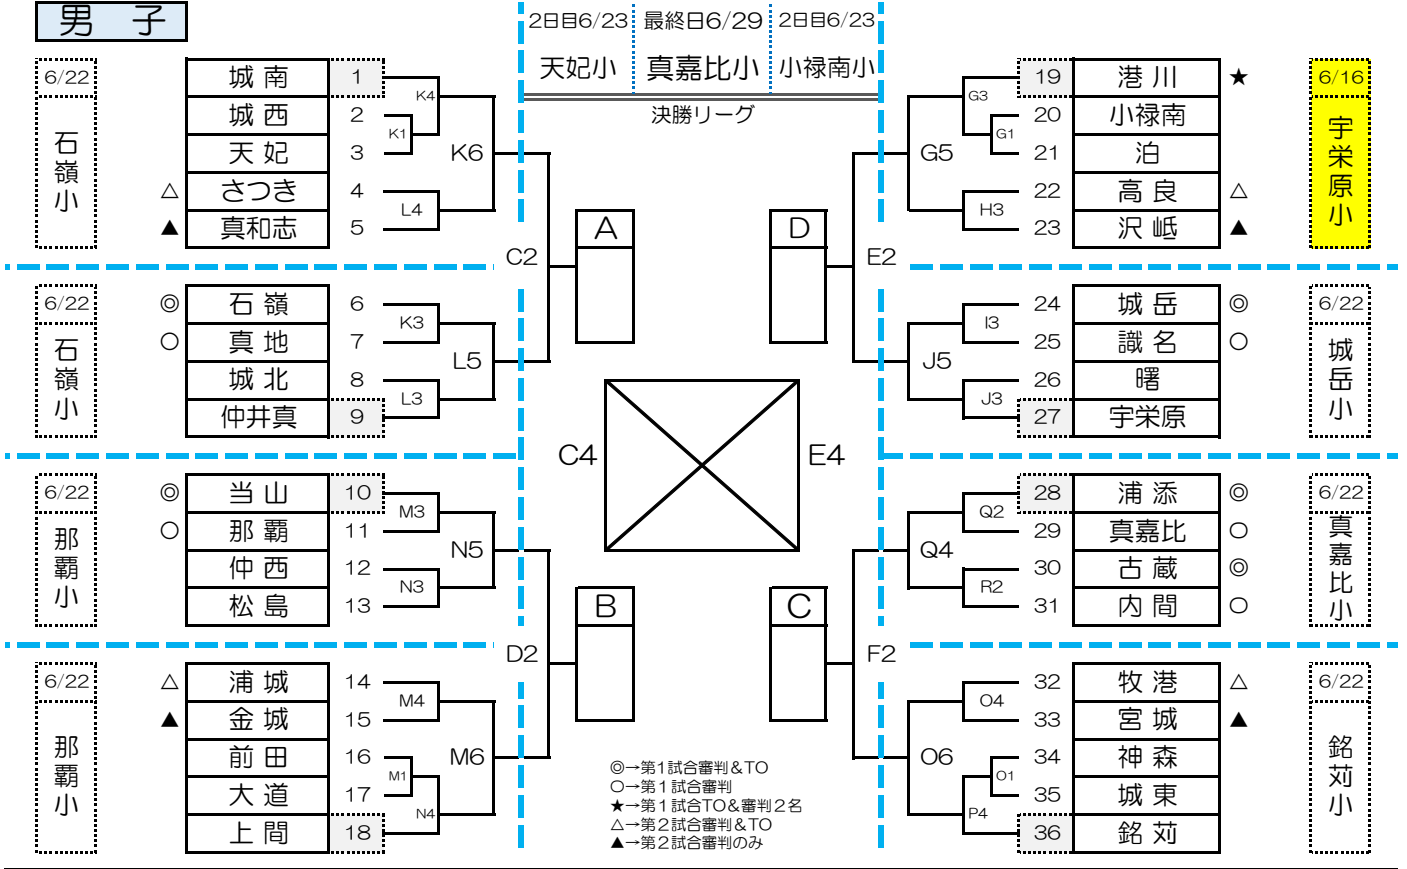 男 子
2日目6/23 最終日6/29 2日目6/23
天妃小 真嘉比小 小禄南小
決勝リーグ
6/22
石嶺小
城 南 1
城 西 2
天 妃 3
△ さつき 4
▲ 真和志 5
K4
K1
K6
L4
6/22
石嶺小
◎ 石 嶺 6
○ 真 地 7
城 北 8
仲井真 9
K3
L5
L3
C2
6/22
那覇小
◎ 当 山 10
○ 那 覇 11
仲 西 12
松 島 13
M3
N5
N3
6/22
那覇小
△ 浦 城 14
▲ 金 城 15
前 田 16
大 道 17
上 間 18
M4
M1
M6
N4
D2
A
B
C4
E4
D
C
19 港 川 ★
20 小禄南
21 泊
22 高 良 △
23 沢 岻 ▲
G3
G1
G5
H3
6/16
宇栄原小
E2
24 城 岳 ◎
25 識 名 ○
26 曙
27 宇栄原
I3
J5
J3
6/22
城岳小
28 浦 添 ◎
29 真嘉比 ○
30 古 蔵 ◎
31 内 間 ○
Q2
Q4
R2
6/22
真嘉比小
F2
32 牧 港 △
33 宮 城 ▲
34 神 森
35 城 東
36 銘 苅
O4
O6
O1
P4
6/22
銘苅小
◎→第1試合審判&TO
○→第1試合審判
★→第1試合TO&審判2名
△→第2試合審判&TO
▲→第2試合審判のみ